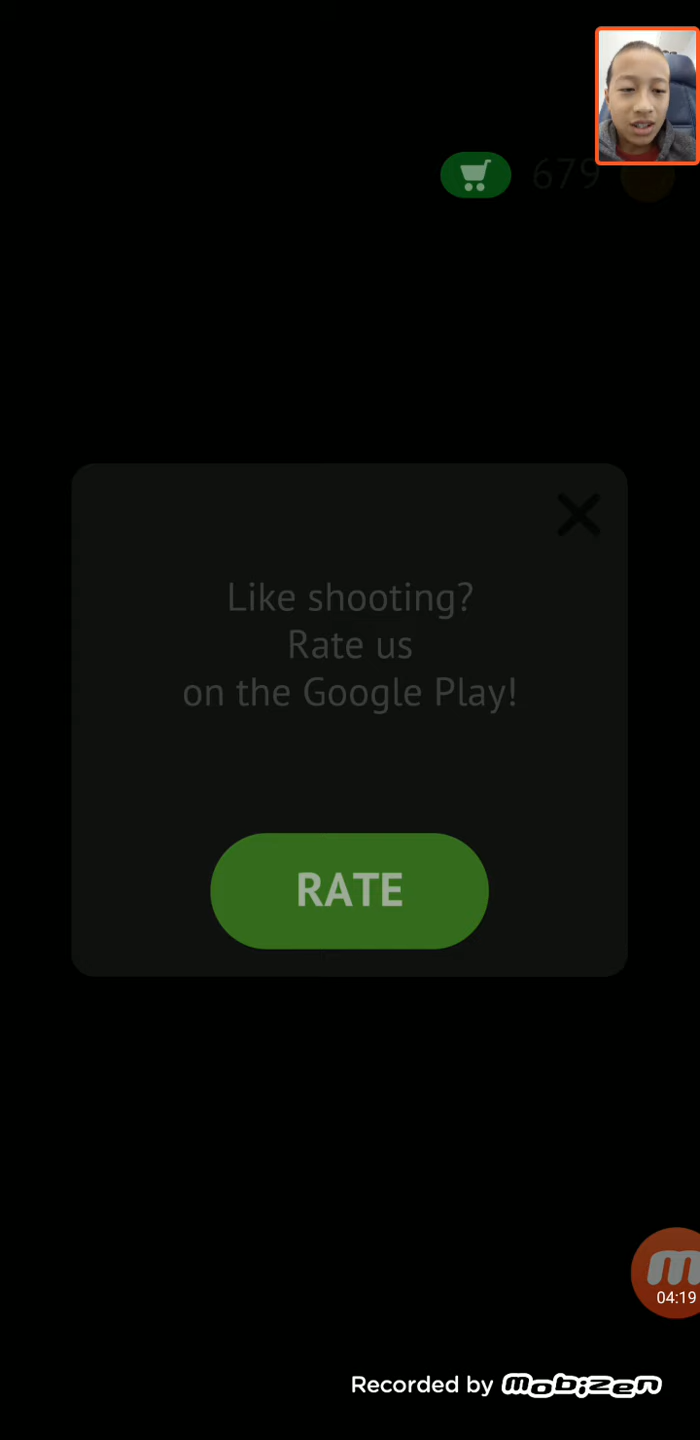 679
Like shooting?
Rate us
on the Google Play!
RATE
m
04:19
Recorded by mobizen